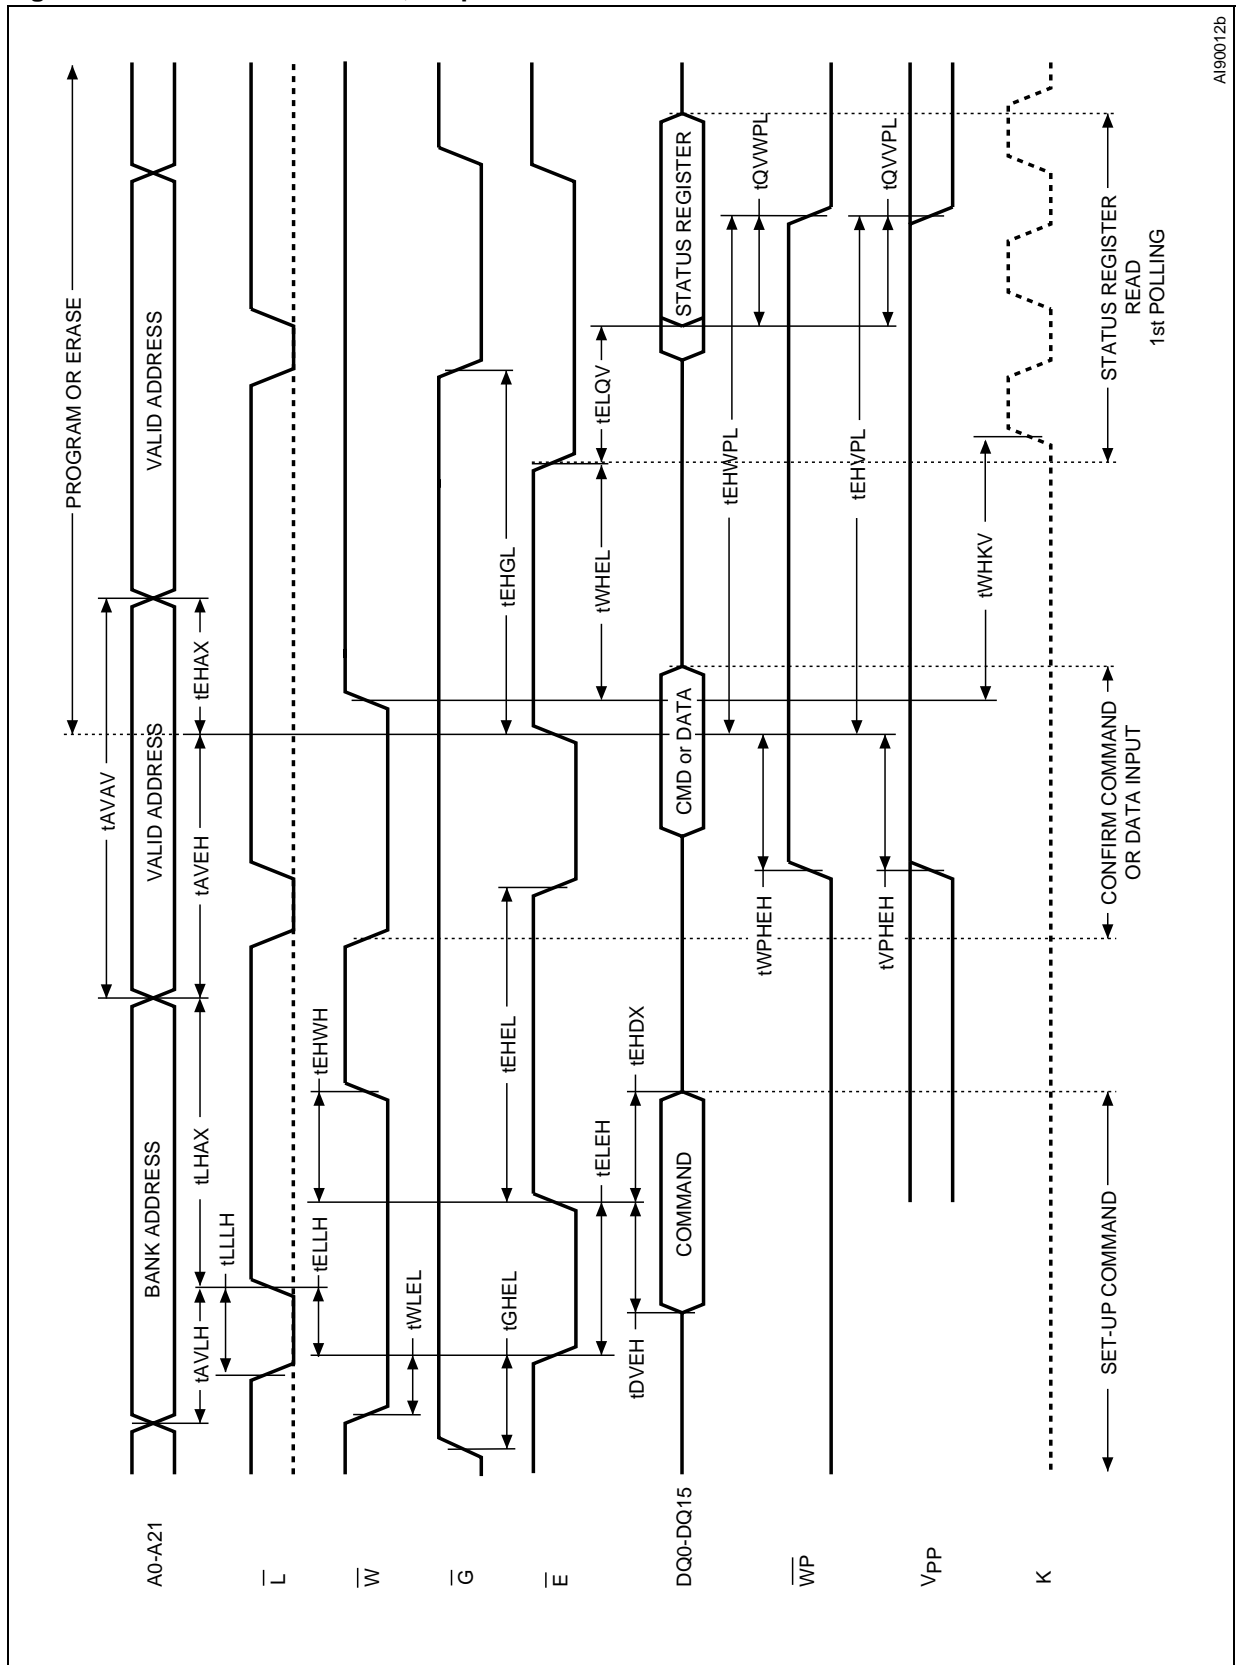 PROGRAM OR ERASE
tAVAV
A0-A21
BANK ADDRESS
VALID ADDRESS
VALID ADDRESS
tAVLH
tLHAX
tAVEH
tEHAX
tLLLH
L̅
tELLH
tEHWH
W̅
tWLEL
G̅
tGHEL
tEHEL
tEHGL
E̅
tELEH
tWHEL
tELQV
tDVEH
tEHDX
DQ0-DQ15
COMMAND
CMD or DATA
STATUS REGISTER
tEHWPL
tWPHEH
tQVWPL
W̅P̅
tEHVPL
tVPHEH
tQVVPL
VPP
tWHKV
K
SET-UP COMMAND
CONFIRM COMMAND
OR DATA INPUT
STATUS REGISTER
READ
1st POLLING
AI90012b